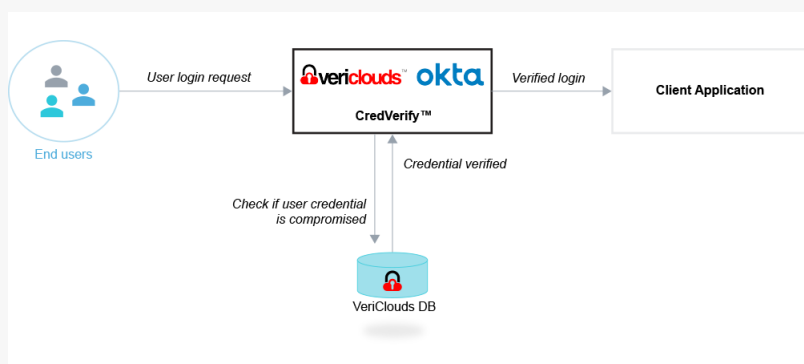 User login request
vericlouds™ okta
CredVerify™
Verified login
Client Application
End users
Credential verified
Check if user credential
is compromised
VeriClouds DB